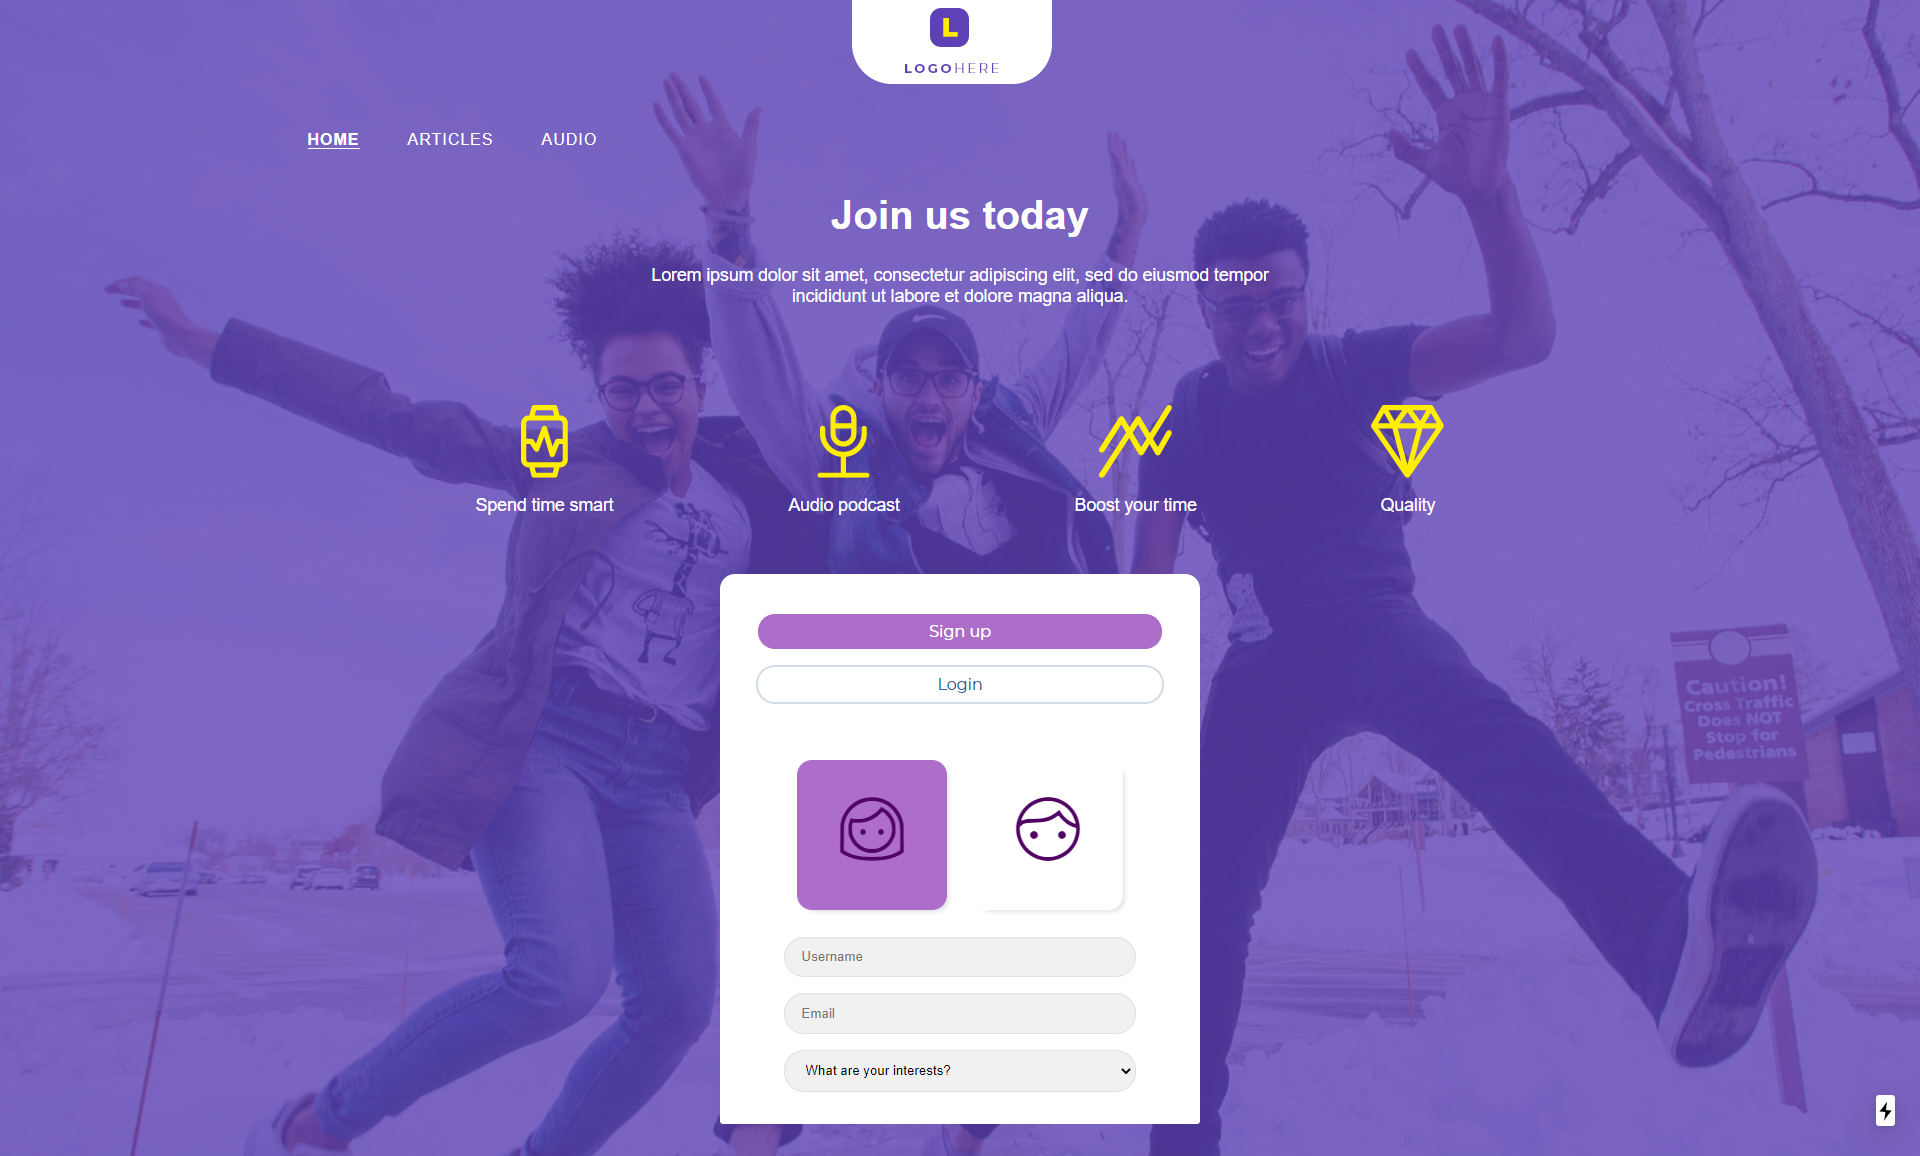 L
LOGOHERE
HOME ARTICLES AUDIO
Join us today
Lorem ipsum dolor sit amet, consectetur adipiscing elit, sed do eiusmod tempor
incididunt ut labore et dolore magna aliqua.
Spend time smart Audio podcast Boost your time Quality
Sign up
Login
Caution!
Cross Traffic
Does NOT
Stop for
Pedestrians
Username
Email
What are your interests?